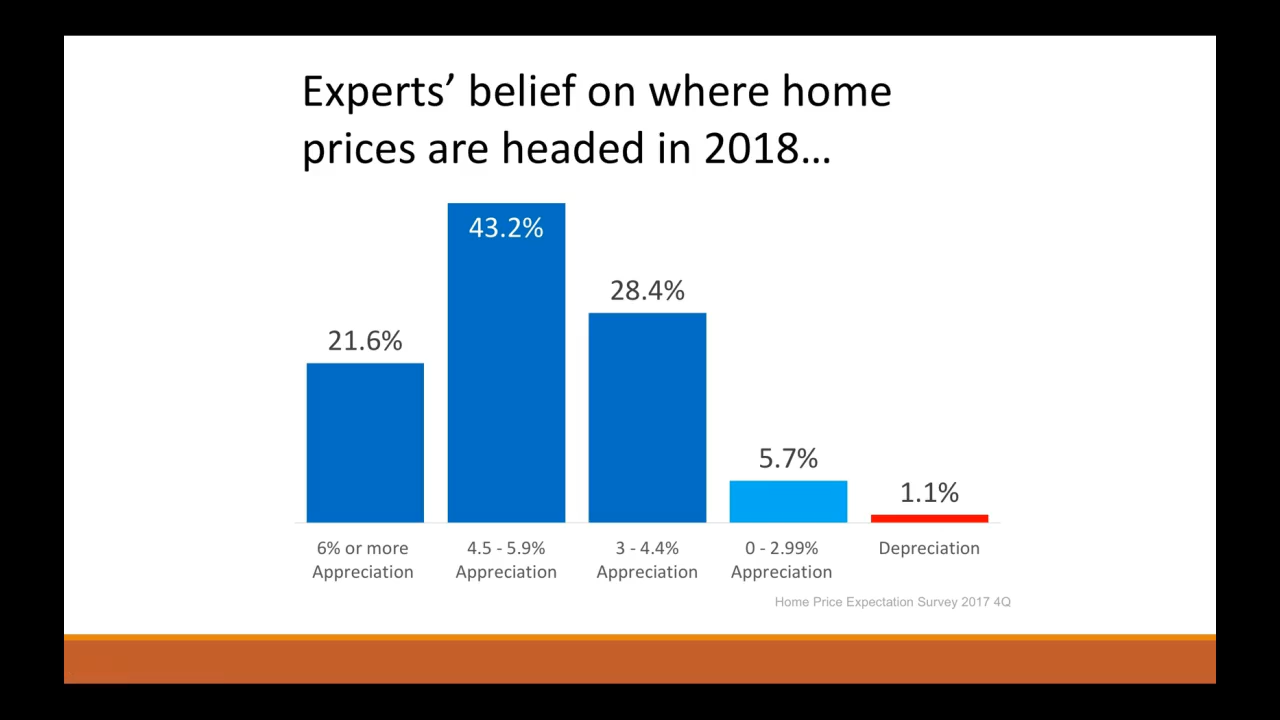 Experts’ belief on where home
prices are headed in 2018…
43.2%
28.4%
21.6%
5.7%
1.1%
6% or more
Appreciation
4.5 - 5.9%
Appreciation
3 - 4.4%
Appreciation
0 - 2.99%
Appreciation
Depreciation
Home Price Expectation Survey 2017 4Q